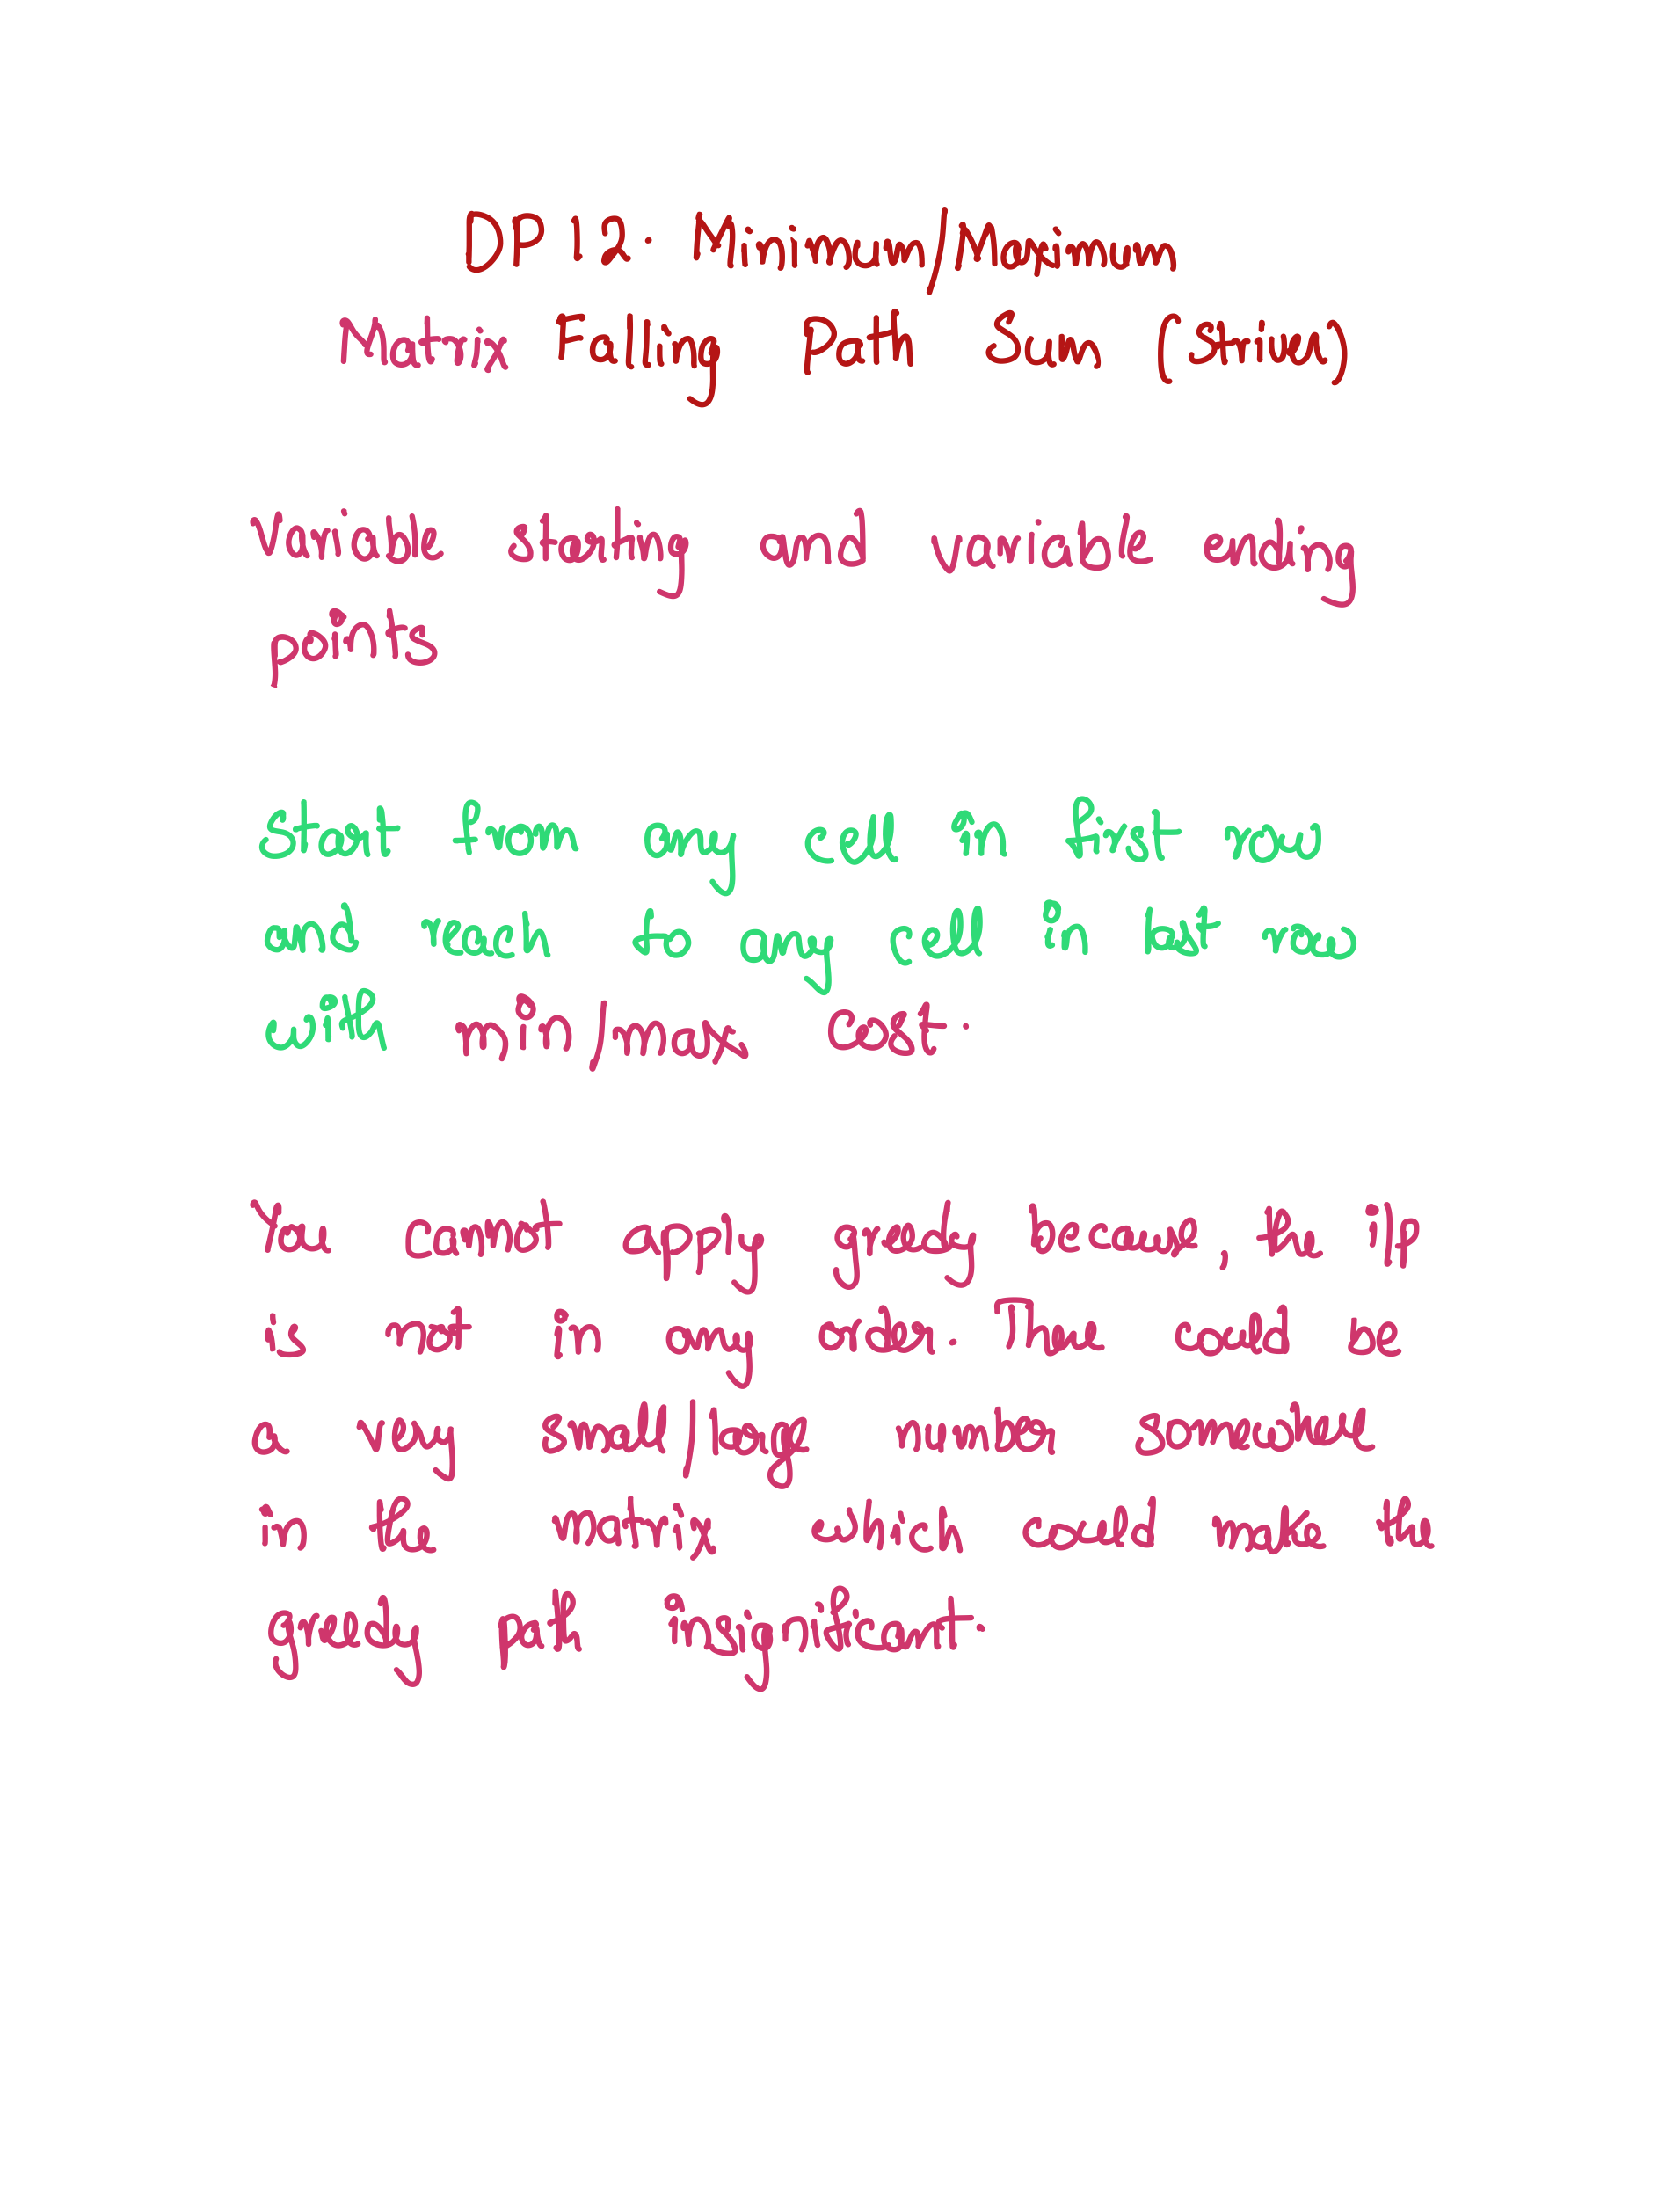 DP 12. Minimum/Maximum
Matrix Falling Path Sum (Striver)
Variable starting and variable ending
points
Start from any cell in first row
and reach to any cell in last row
with min/max cost.
You cannot apply greedy because, the i/p
is not in any order. There could be
a very small/large number somewhere
in the matrix which could make the
greedy path insignificant.